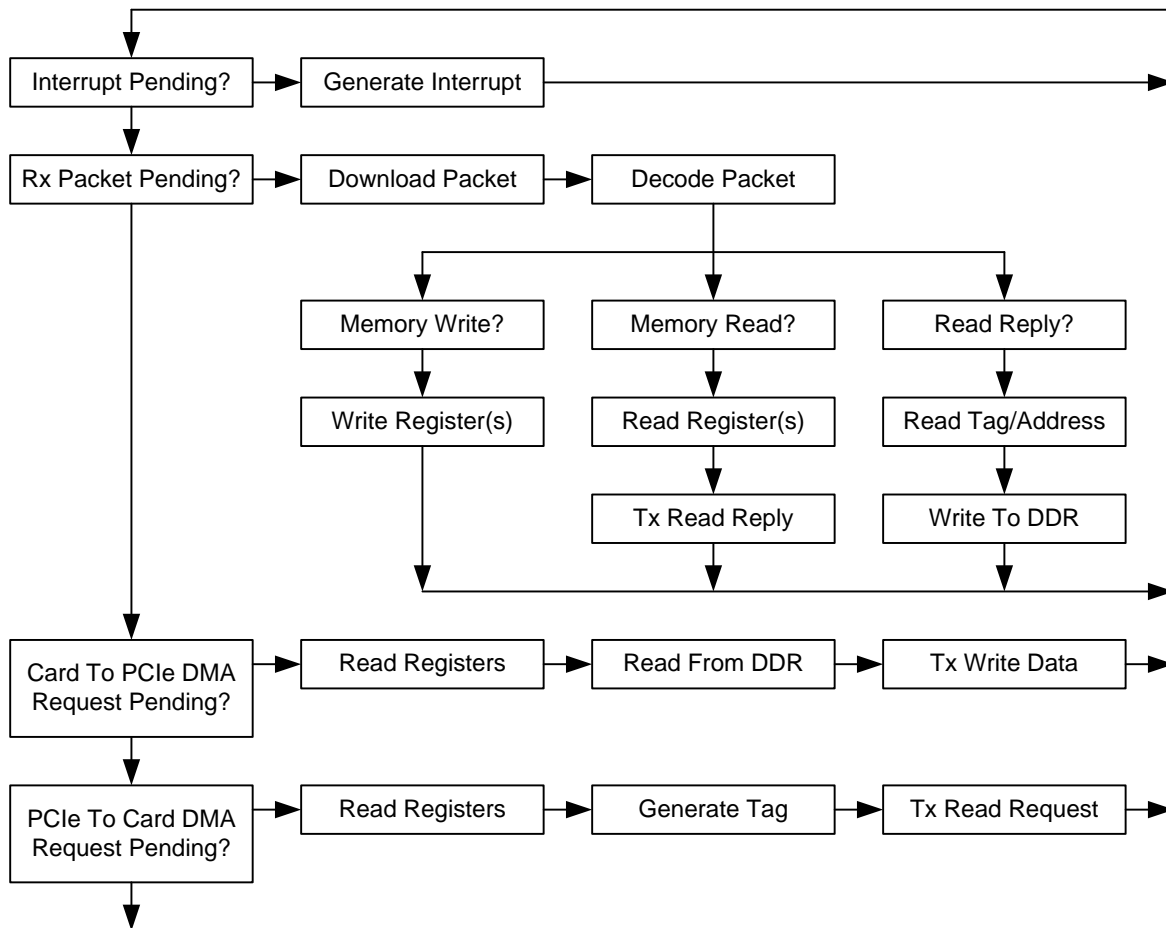 Interrupt Pending?
Generate Interrupt
Rx Packet Pending?
Download Packet
Decode Packet
Memory Write?
Memory Read?
Read Reply?
Write Register(s)
Read Register(s)
Read Tag/Address
Tx Read Reply
Write To DDR
Card To PCIe DMA
Request Pending?
Read Registers
Read From DDR
Tx Write Data
PCIe To Card DMA
Request Pending?
Read Registers
Generate Tag
Tx Read Request